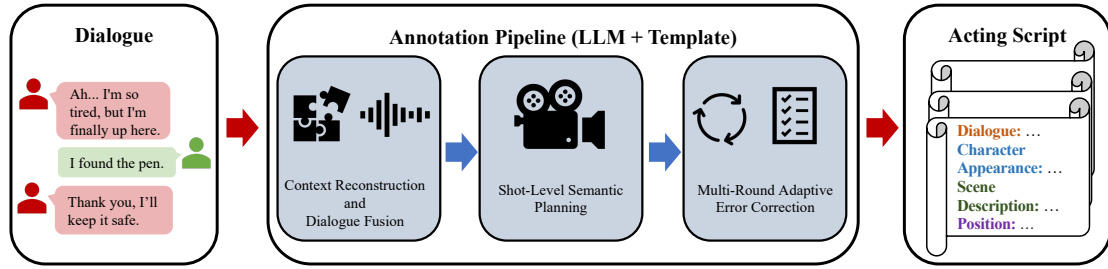 Dialogue
Ah... I'm so
tired, but I'm
finally up here.
I found the pen.
Thank you, I'll
keep it safe.
Annotation Pipeline (LLM + Template)
Context Reconstruction
and
Dialogue Fusion
Shot-Level Semantic
Planning
Multi-Round Adaptive
Error Correction
Acting Script
Dialogue: …
Character
Appearance: …
Scene
Description: …
Position: …